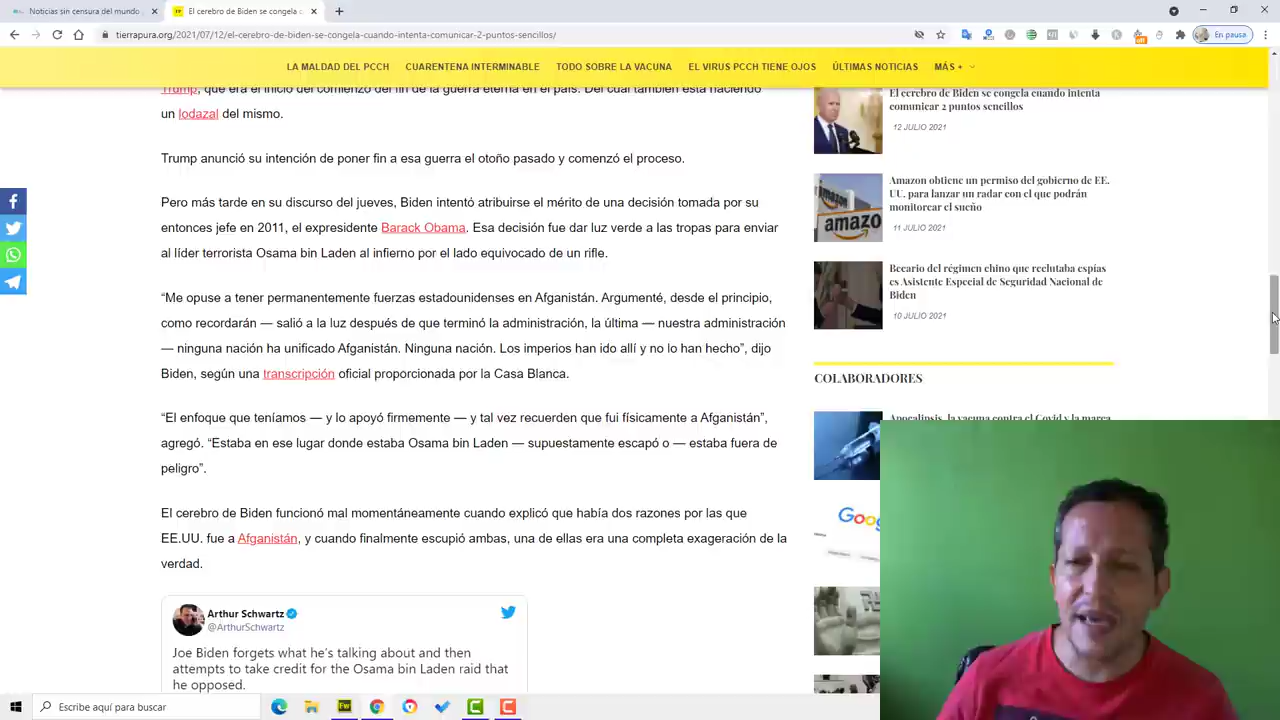 Noticias sin censura del mundo
El cerebro de Biden se congela
tierrapura.org/2021/07/12/el-cerebro-de-biden-se-congela-cuando-intenta-comunicar-2-puntos-sencillos/
En pausa
LA MALDAD DEL PCCH
CUARENTENA INTERMINABLE
TODO SOBRE LA VACUNA
EL VIRUS PCCH TIENE OJOS
ÚLTIMAS NOTICIAS
MÁS +
Trump, que era el inicio del comienzo del fin de la guerra eterna en el país. Del cual también está haciendo
un lodazal del mismo.
Trump anunció su intención de poner fin a esa guerra el otoño pasado y comenzó el proceso.
Pero más tarde en su discurso del jueves, Biden intentó atribuirse el mérito de una decisión tomada por su
entonces jefe en 2011, el expresidente Barack Obama. Esa decisión fue dar luz verde a las tropas para enviar
al líder terrorista Osama bin Laden al infierno por el lado equivocado de un rifle.
“Me opuse a tener permanentemente fuerzas estadounidenses en Afganistán. Argumenté, desde el principio,
como recordarán — salió a la luz después de que terminó la administración, la última — nuestra administración
— ninguna nación ha unificado Afganistán. Ninguna nación. Los imperios han ido allí y no lo han hecho”, dijo
Biden, según una transcripción oficial proporcionada por la Casa Blanca.
“El enfoque que teníamos — y lo apoyó firmemente — y tal vez recuerden que fui físicamente a Afganistán”,
agregó. “Estaba en ese lugar donde estaba Osama bin Laden — supuestamente escapó o — estaba fuera de
peligro”.
El cerebro de Biden funcionó mal momentáneamente cuando explicó que había dos razones por las que
EE.UU. fue a Afganistán, y cuando finalmente escupió ambas, una de ellas era una completa exageración de la
verdad.
Arthur Schwartz
@ArthurSchwartz
Joe Biden forgets what he’s talking about and then
attempts to take credit for the Osama bin Laden raid that
he opposed.
El cerebro de Biden se congela cuando intenta
comunicar 2 puntos sencillos
12 JULIO 2021
Amazon obtiene un permiso del gobierno de EE.
UU. para lanzar un radar con el que podrán
monitorear el sueño
11 JULIO 2021
Becario del régimen chino que reclutaba espías
es Asistente Especial de Seguridad Nacional de
Biden
10 JULIO 2021
COLABORADORES
Apocalipsis, la vacuna contra el Covid y la marca
amazo
Goog
Escribe aquí para buscar